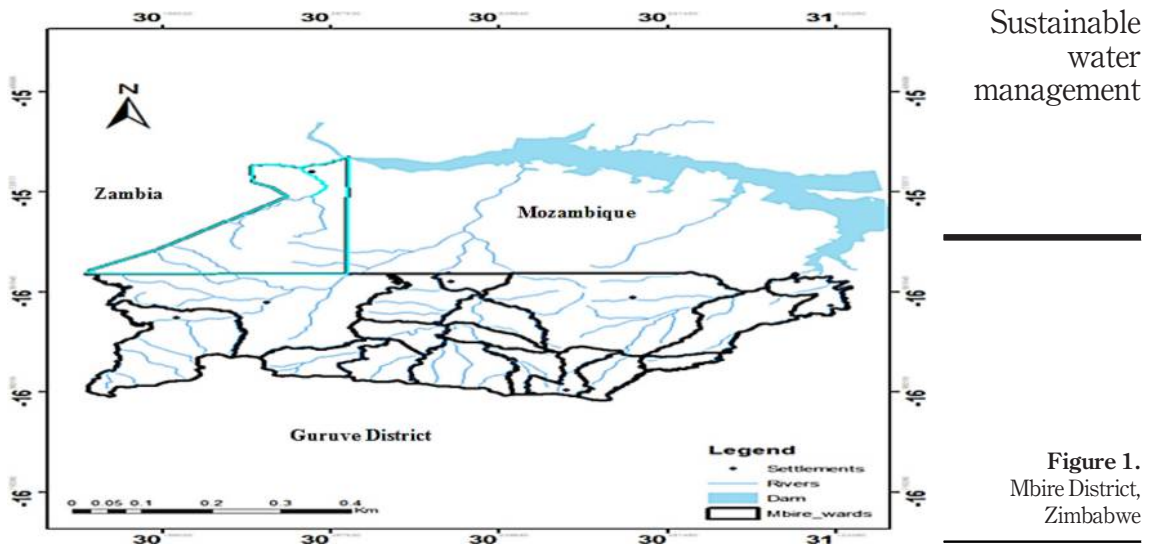 Sustainable
water
management
30 30 30 31
-15 -15
N
Zambia
-15 -15
Mozambique
-16 -16
-16 -16
Guruve District
Legend
Settlements
Rivers
-16 -16
Dam
Mbire_wards
0 0.05 0.1 0.2 0.3 0.4
Km
30 30 30 31
Figure 1.
Mbire District,
Zimbabwe